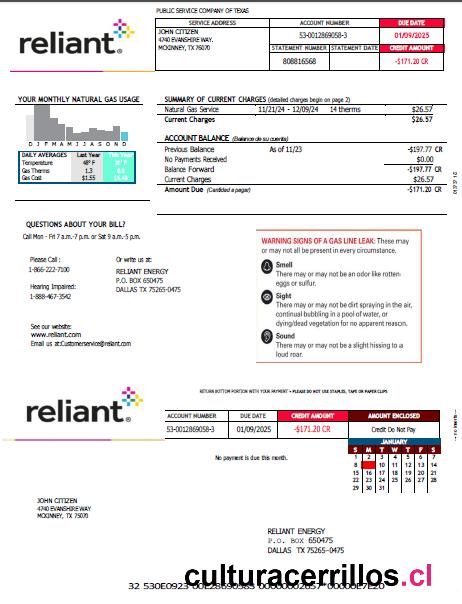 PUBLIC SERVICE COMPANY OF TEXAS
reliant
SERVICE ADDRESS
ACCOUNT NUMBER
DUE DATE
JOHN CITIZEN
4740 EVANSHIRE WAY.
MCINNEY, TX 76070
53-0012869058-3
01/09/2025
STATEMENT NUMBER
STATEMENT DATE
CREDIT AMOUNT
808816568
-$171.20 CR
YOUR MONTHLY NATURAL GAS USAGE
D J F M A M J J A S O N D
DAILY AVERAGES Last Year
Temperature 48° F
Gas Therms 1.3
Gas Cost $1.55
SUMMARY OF CURRENT CHARGES (detailed charges begin on page 2)
Natural Gas Service 11/21/24 - 12/09/24 14 therms $26.57
Current Charges $26.57
ACCOUNT BALANCE (Balance de su cuenta)
Previous Balance As of 11/23 -$197.77 CR
No Payments Received $0.00
Balance Forward -$197.77 CR
Current Charges $26.57
Amount Due (Cantidad a pagar) -$171.20 CR
QUESTIONS ABOUT YOUR BILL?
Call Mon - Fri 7 a.m.-7 p.m. or Sat 9 a.m.-5 p.m.
Please Call :
1-866-222-7100
Hearing Impaired:
1-888-467-3542
Or write us at:
RELIANT ENERGY
P.O. BOX 650475
DALLAS TX 75265-0475
See our website:
www.reliant.com
Email us at:Customerservice@reliant.com
WARNING SIGNS OF A GAS LINE LEAK: These may
or may not all be present in every circumstance.
Smell
There may or may not be an odor like rotten
eggs or sulfur.
Sight
There may or may not be dirt spraying in the air,
continual bubbling in a pool of water, or
dying/dead vegetation for no apparent reason.
Sound
There may or may not be a slight hissing to a
loud roar.
RETURN BOTTOM PORTION WITH YOUR PAYMENT • PLEASE DO NOT USE STAPLES, TAPE OR PAPER CLIPS
reliant
ACCOUNT NUMBER
DUE DATE
CREDIT AMOUNT
AMOUNT ENCLOSED
53-0012869058-3
01/09/2025
-$171.20 CR
Credit Do Not Pay
No payment is due this month.
JANUARY
S M T W T F S
1 2 3 4 5 6 7
8 10 11 12 13 14
15 16 17 18 19 20 21
22 23 24 25 26 27 28
29 30 31
JOHN CITIZEN
4740 EVANSHIRE WAY
MCKINNEY, TX 75070
RELIANT ENERGY
P.O. BOX 650475
DALLAS TX 75265-0475
culturacerrillos.cl
32 530E0923